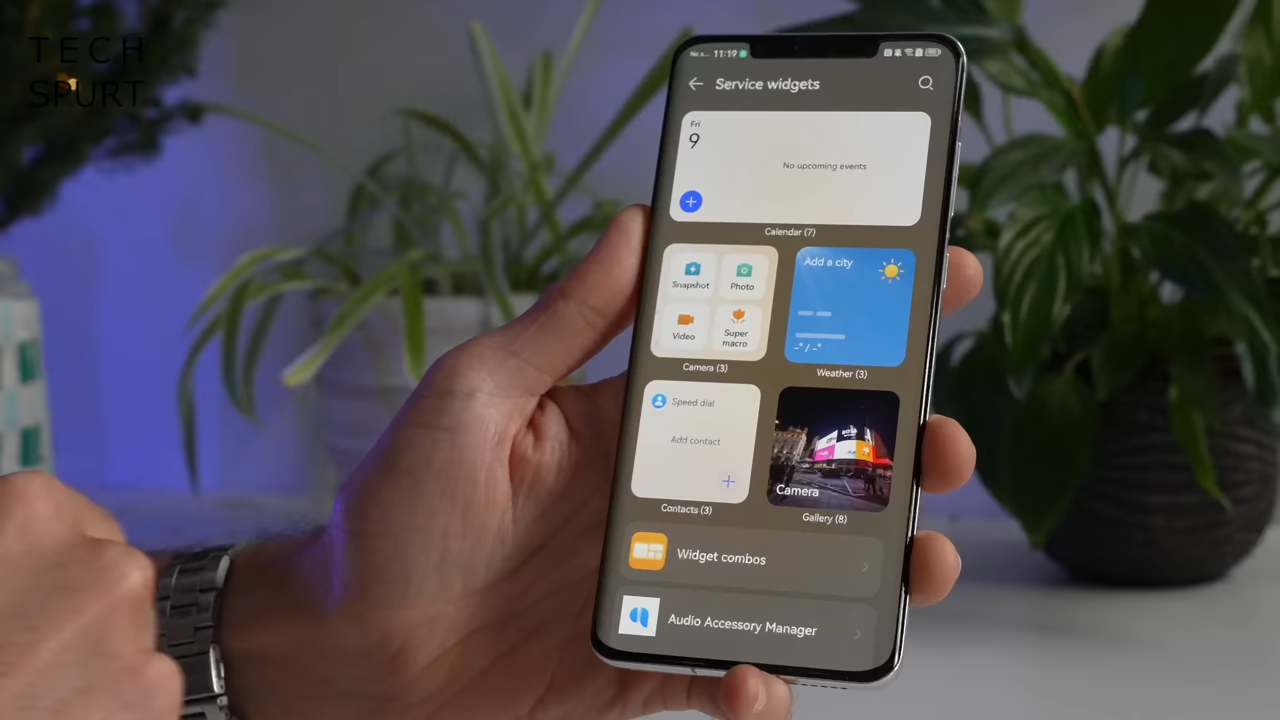 TECH
SPURT
11:19
Service widgets
Fri
9
No upcoming events
Calendar (7)
Snapshot
Photo
Video
Super
macro
Camera (3)
Add a city
-°/-°
Weather (3)
Speed dial
Add contact
Contacts (3)
Camera
Gallery (8)
Widget combos
Audio Accessory Manager